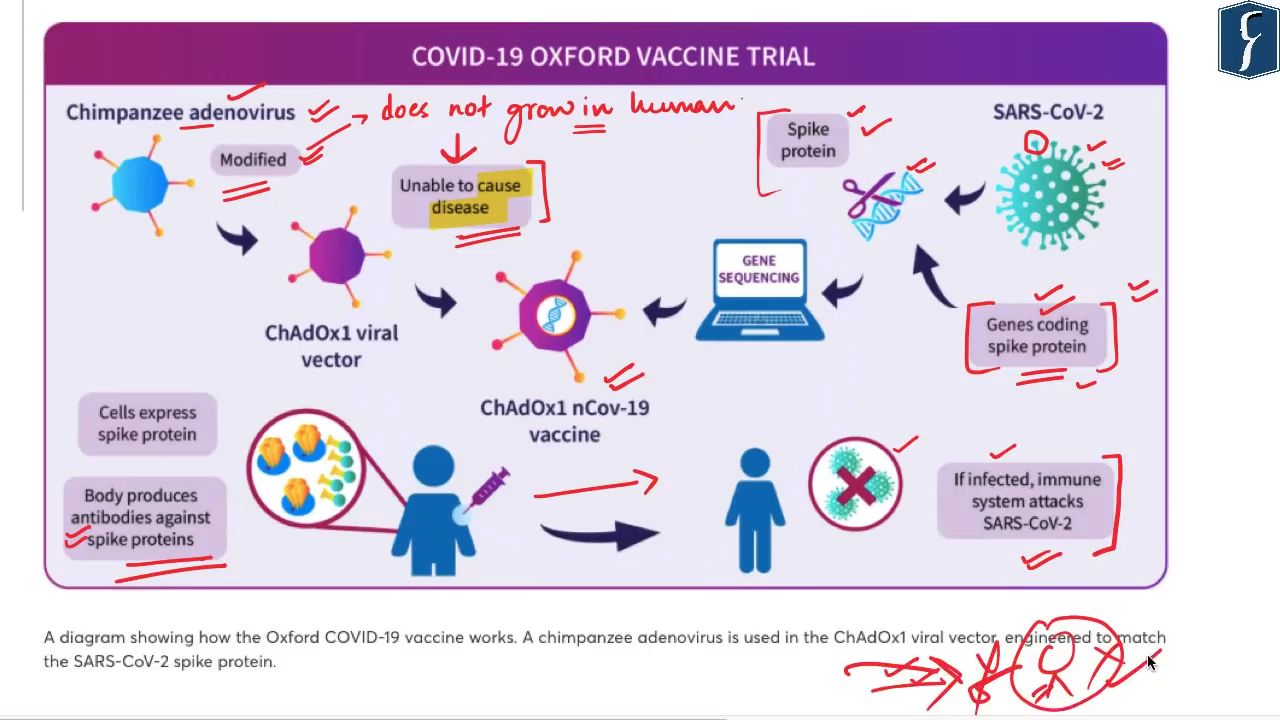 COVID-19 OXFORD VACCINE TRIAL
Chimpanzee adenovirus
does not grow in human
Modified
Unable to cause
disease
Spike
protein
SARS-CoV-2
GENE
SEQUENCING
Genes coding
spike protein
ChAdOx1 viral
vector
ChAdOx1 nCov-19
vaccine
Cells express
spike protein
Body produces
antibodies against
spike proteins
If infected, immune
system attacks
SARS-CoV-2
A diagram showing how the Oxford COVID-19 vaccine works. A chimpanzee adenovirus is used in the ChAdOx1 viral vector, engineered to match
the SARS-CoV-2 spike protein.